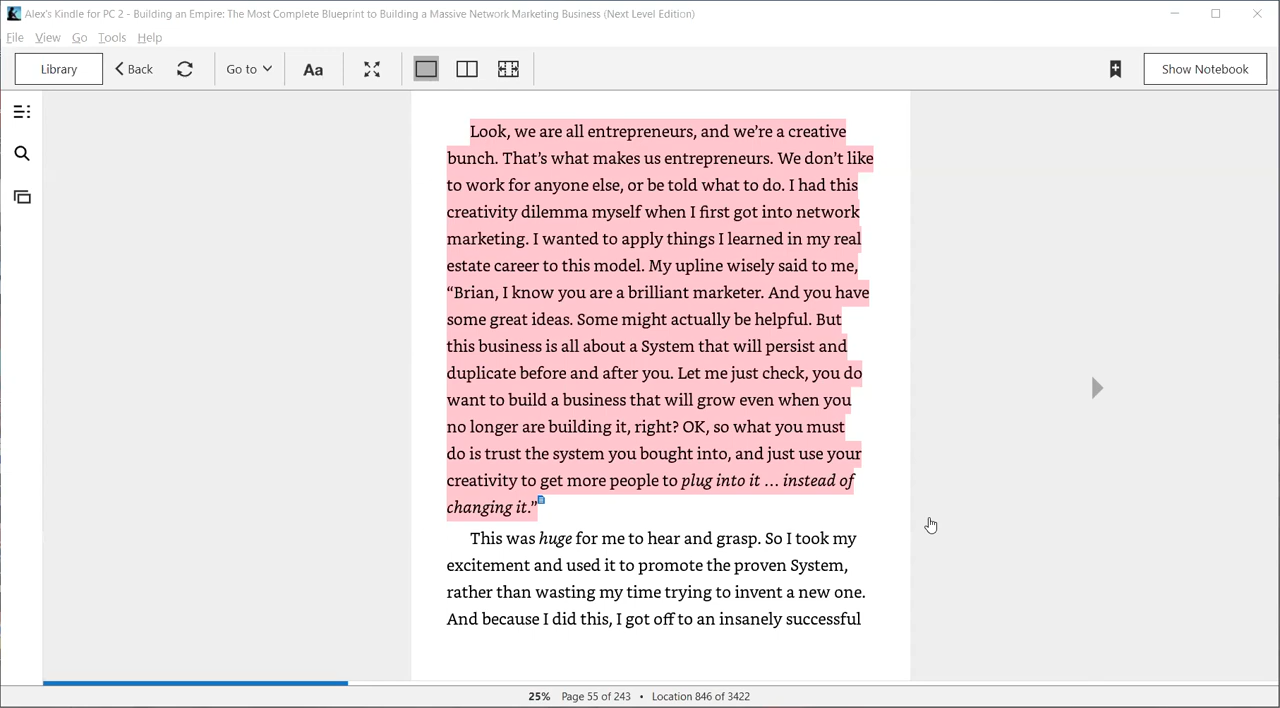 Alex's Kindle for PC 2 - Building an Empire: The Most Complete Blueprint to Building a Massive Network Marketing Business (Next Level Edition)
File View Go Tools Help
Library Back Go to Aa Show Notebook
Look, we are all entrepreneurs, and we're a creative
bunch. That's what makes us entrepreneurs. We don't like
to work for anyone else, or be told what to do. I had this
creativity dilemma myself when I first got into network
marketing. I wanted to apply things I learned in my real
estate career to this model. My upline wisely said to me,
“Brian, I know you are a brilliant marketer. And you have
some great ideas. Some might actually be helpful. But
this business is all about a System that will persist and
duplicate before and after you. Let me just check, you do
want to build a business that will grow even when you
no longer are building it, right? OK, so what you must
do is trust the system you bought into, and just use your
creativity to get more people to plug into it … instead of
changing it.”
This was huge for me to hear and grasp. So I took my
excitement and used it to promote the proven System,
rather than wasting my time trying to invent a new one.
And because I did this, I got off to an insanely successful
25% Page 55 of 243 • Location 846 of 3422